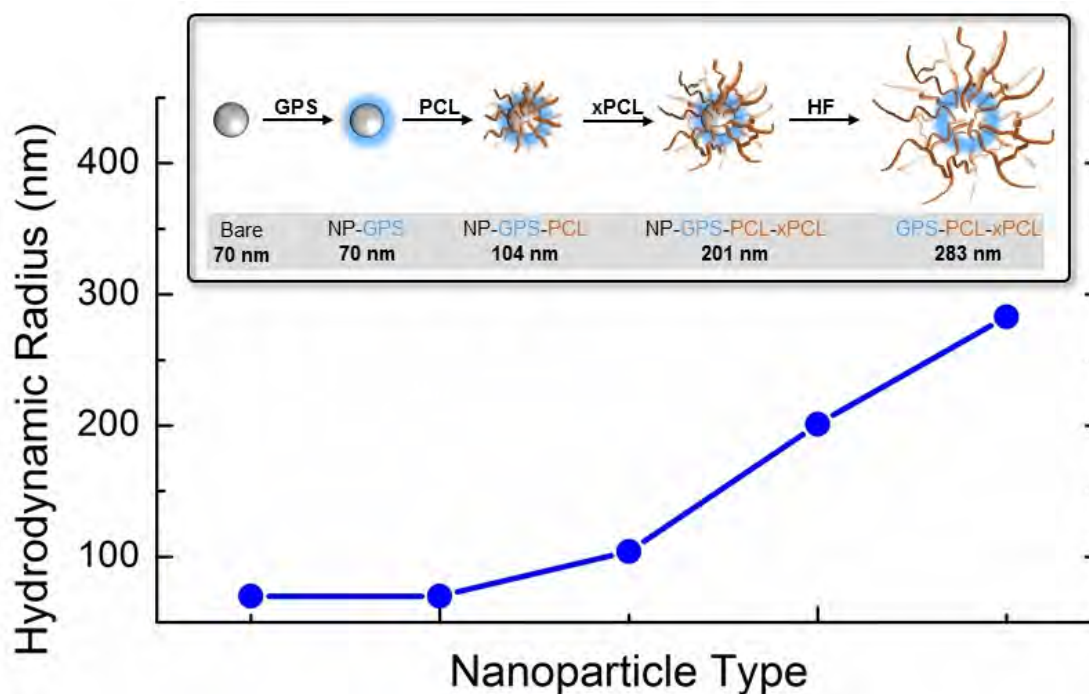 GPS PCL xPCL HF
Bare NP-GPS NP-GPS-PCL NP-GPS-PCL-xPCL GPS-PCL-xPCL
70 nm 70 nm 104 nm 201 nm 283 nm
Hydrodynamic Radius (nm)
400
300
200
100
Nanoparticle Type